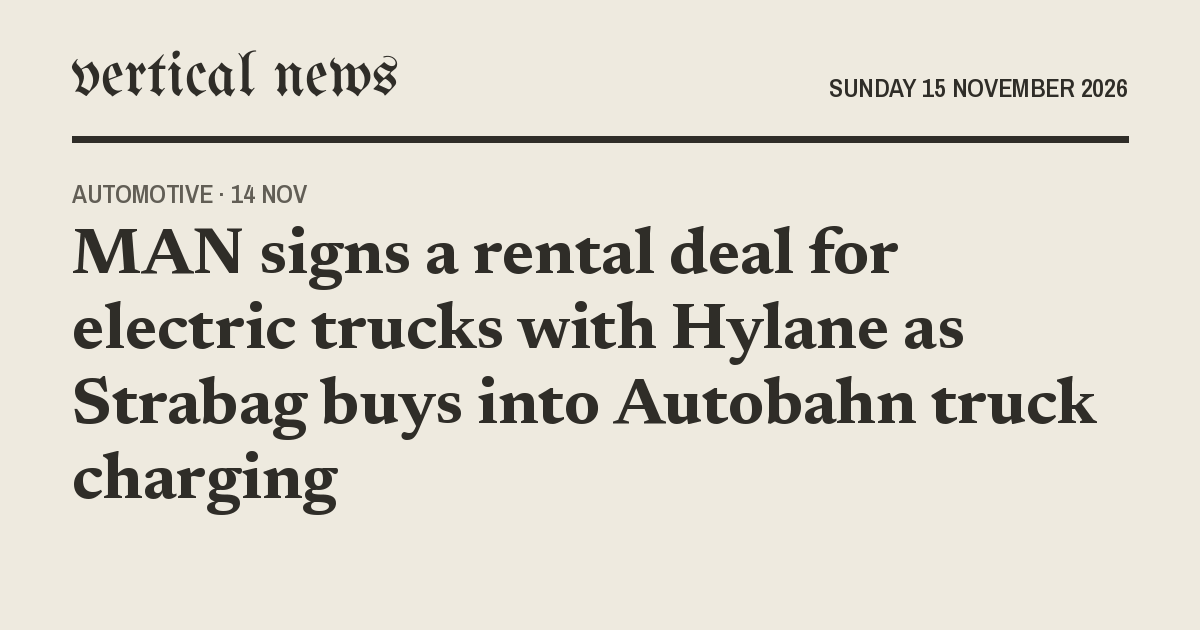 vertical news
SUNDAY 15 NOVEMBER 2026
AUTOMOTIVE · 14 NOV
MAN signs a rental deal for
electric trucks with Hylane as
Strabag buys into Autobahn truck
charging